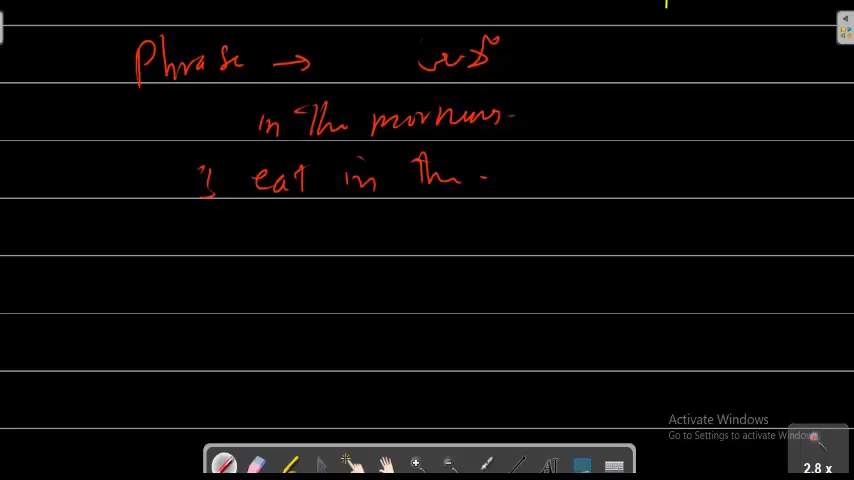 Phrase →
in the morning.
I eat in the .
Activate Windows
Go to Settings to activate Windows.
2.8 x